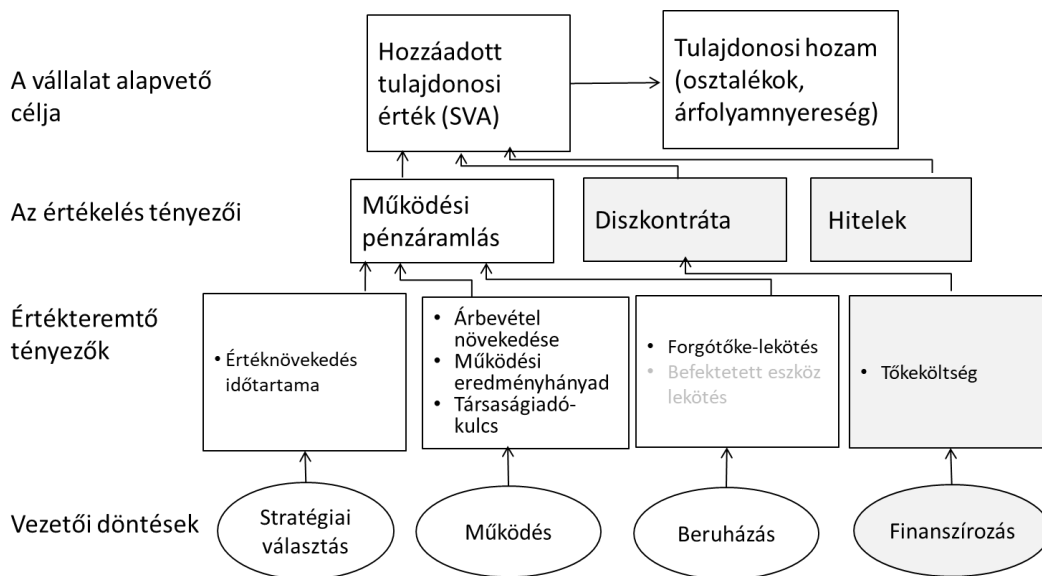 A vállalat alapvető
célja
Hozzáadott
tulajdonosi
érték (SVA)
Tulajdonosi hozam
(osztalékok,
árfolyamnyereség)
Az értékelés tényezői
Működési
pénzáramlás
Diszkontráta
Hitelek
Értékteremtő
tényezők
• Értéknövekedés
időtartama
• Árbevétel
növekedése
• Működési
eredményhányad
• Társaságiadó-
kulcs
• Forgótőke-lekötés
• Befektetett eszköz
lekötés
• Tőkeköltség
Vezetői döntések
Stratégiai
választás
Működés
Beruházás
Finanszírozás